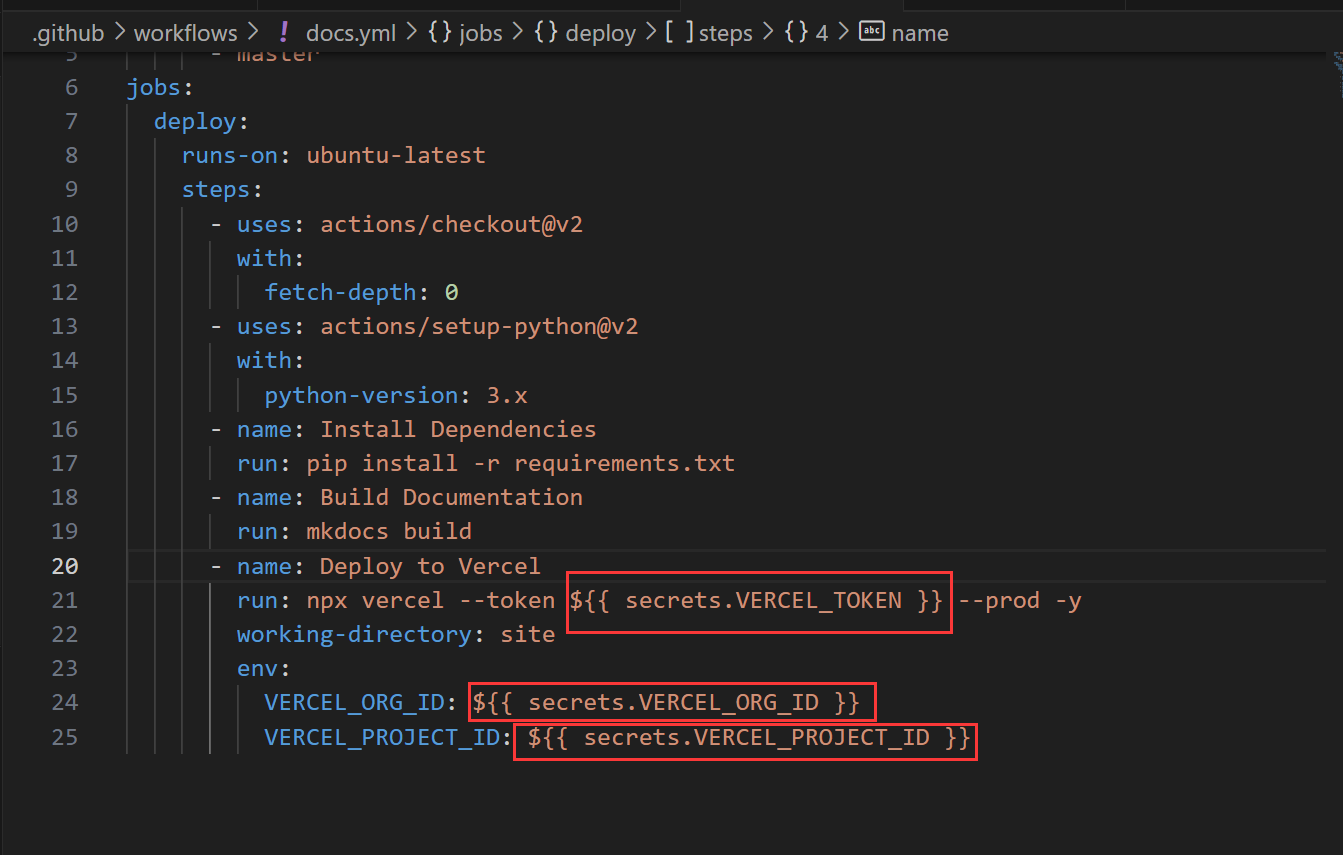 .github > workflows > ! docs.yml > {} jobs > {} deploy > [ ] steps > {} 4 > abc name
5 - master
6 jobs:
7 deploy:
8 runs-on: ubuntu-latest
9 steps:
10 - uses: actions/checkout@v2
11 with:
12 fetch-depth: 0
13 - uses: actions/setup-python@v2
14 with:
15 python-version: 3.x
16 - name: Install Dependencies
17 run: pip install -r requirements.txt
18 - name: Build Documentation
19 run: mkdocs build
20 - name: Deploy to Vercel
21 run: npx vercel --token ${{ secrets.VERCEL_TOKEN }} --prod -y
22 working-directory: site
23 env:
24 VERCEL_ORG_ID: ${{ secrets.VERCEL_ORG_ID }}
25 VERCEL_PROJECT_ID: ${{ secrets.VERCEL_PROJECT_ID }}